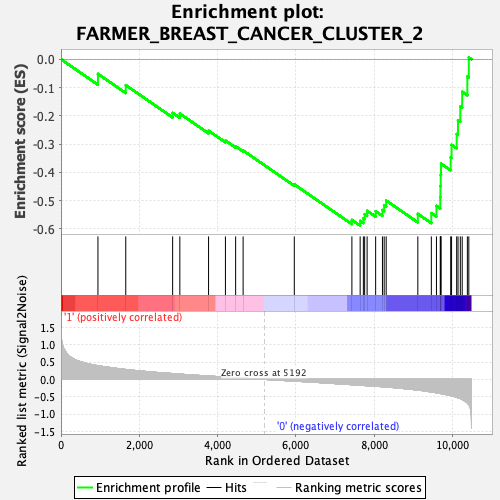 Enrichment plot:
FARMER_BREAST_CANCER_CLUSTER_2
Enrichment score (ES)
0.0
-0.1
-0.2
-0.3
-0.4
-0.5
-0.6
'1' (positively correlated)
Ranked list metric (Signal2Noise)
1.5
1.0
0.5
0.0
-0.5
-1.0
-1.5
Zero cross at 5192
'0' (negatively correlated)
0 2,000 4,000 6,000 8,000 10,000
Rank in Ordered Dataset
Enrichment profile Hits Ranking metric scores